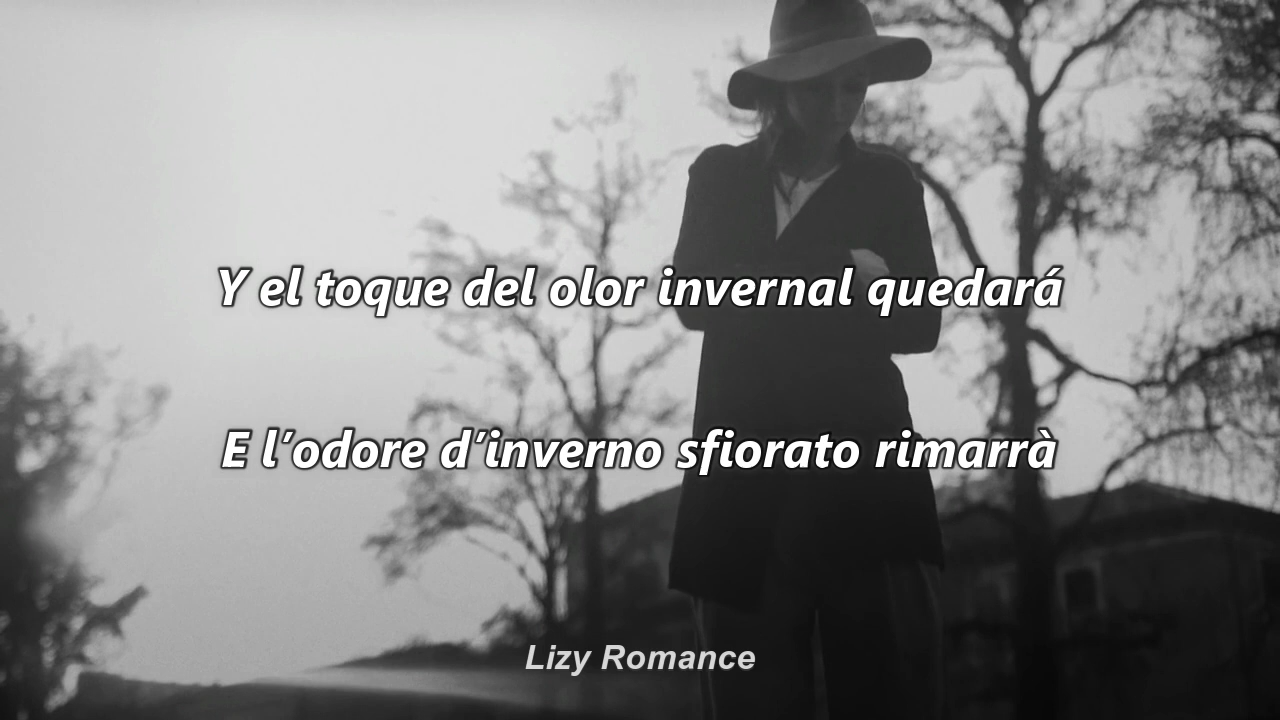 Y el toque del olor invernal quedará
E l’odore d’inverno sfiorato rimarrà
Lizy Romance